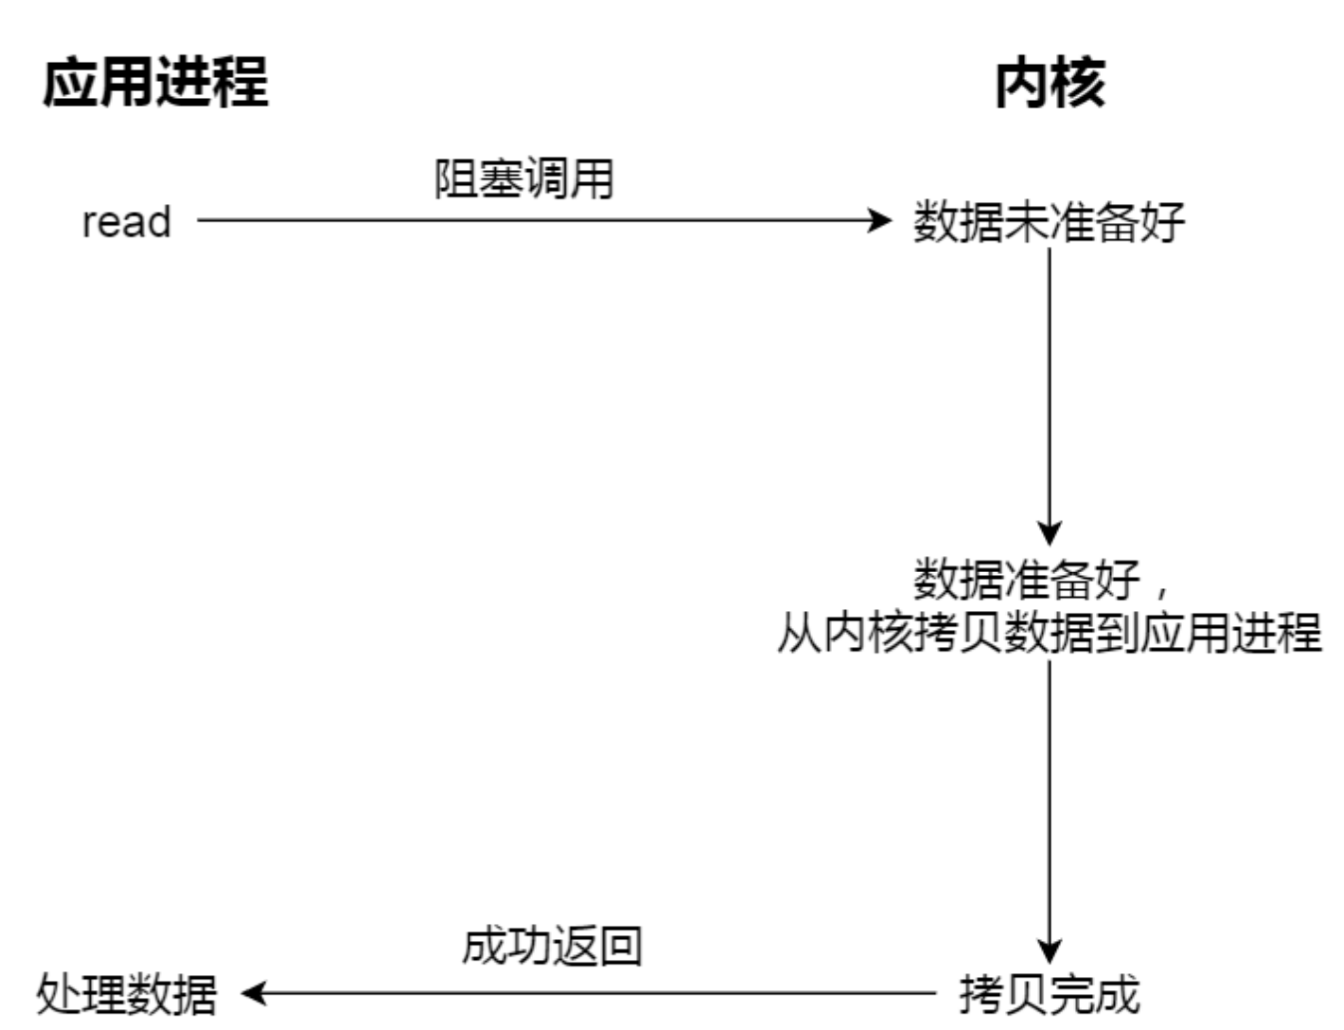 应用进程
内核
阻塞调用
read
数据未准备好
数据准备好，
从内核拷贝数据到应用进程
成功返回
处理数据
拷贝完成